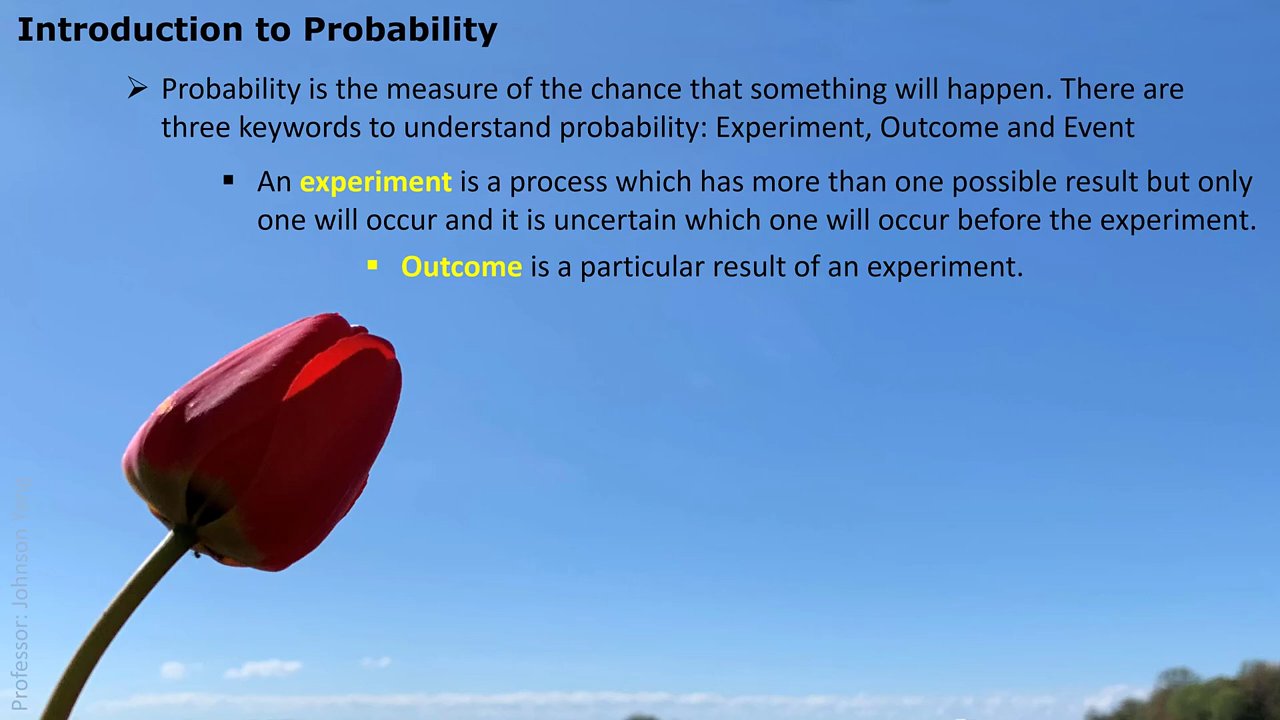 Introduction to Probability
➢ Probability is the measure of the chance that something will happen. There are
three keywords to understand probability: Experiment, Outcome and Event
▪ An experiment is a process which has more than one possible result but only
one will occur and it is uncertain which one will occur before the experiment.
▪ Outcome is a particular result of an experiment.
Professor: Johnson